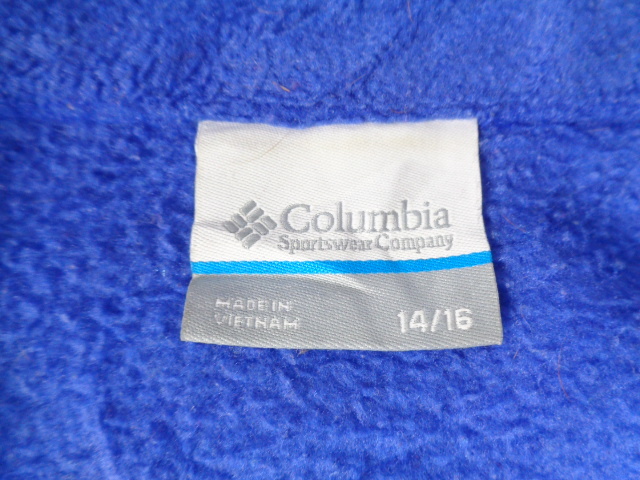 Columbia
Sportswear Company
MADE IN
VIETNAM
14/16